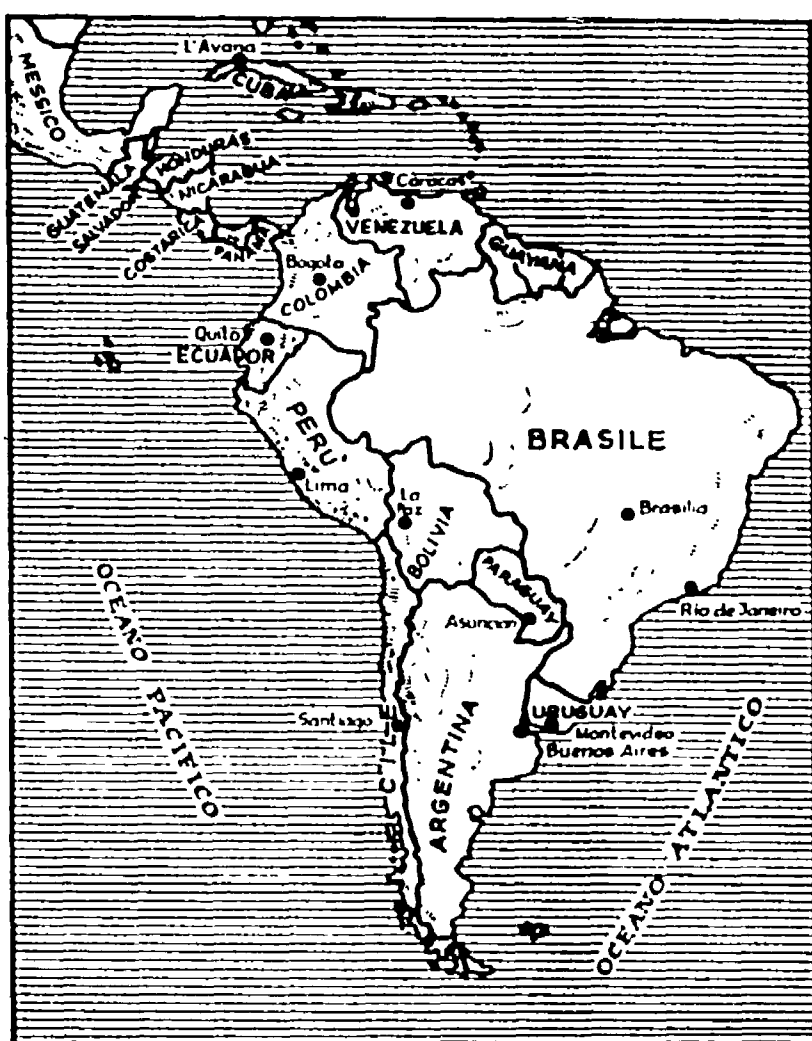 L'Avana
CUBA
MESSICO
HONDURAS
GUATEMALA
NICARAGUA
SALVADOR
COSTARICA
PANAMA
Caracas
VENEZUELA
GUAYANA
Bogota
COLOMBIA
Quito
ECUADOR
PERU'
BRASILE
Lima
La
Paz
Brasilia
BOLIVIA
PARAGUAY
Rio de Janeiro
Asuncion
OCEANO PACIFICO
CILE
Santiago
URUGUAY
Montevideo
Buenos Aires
ARGENTINA
OCEANO ATLANTICO